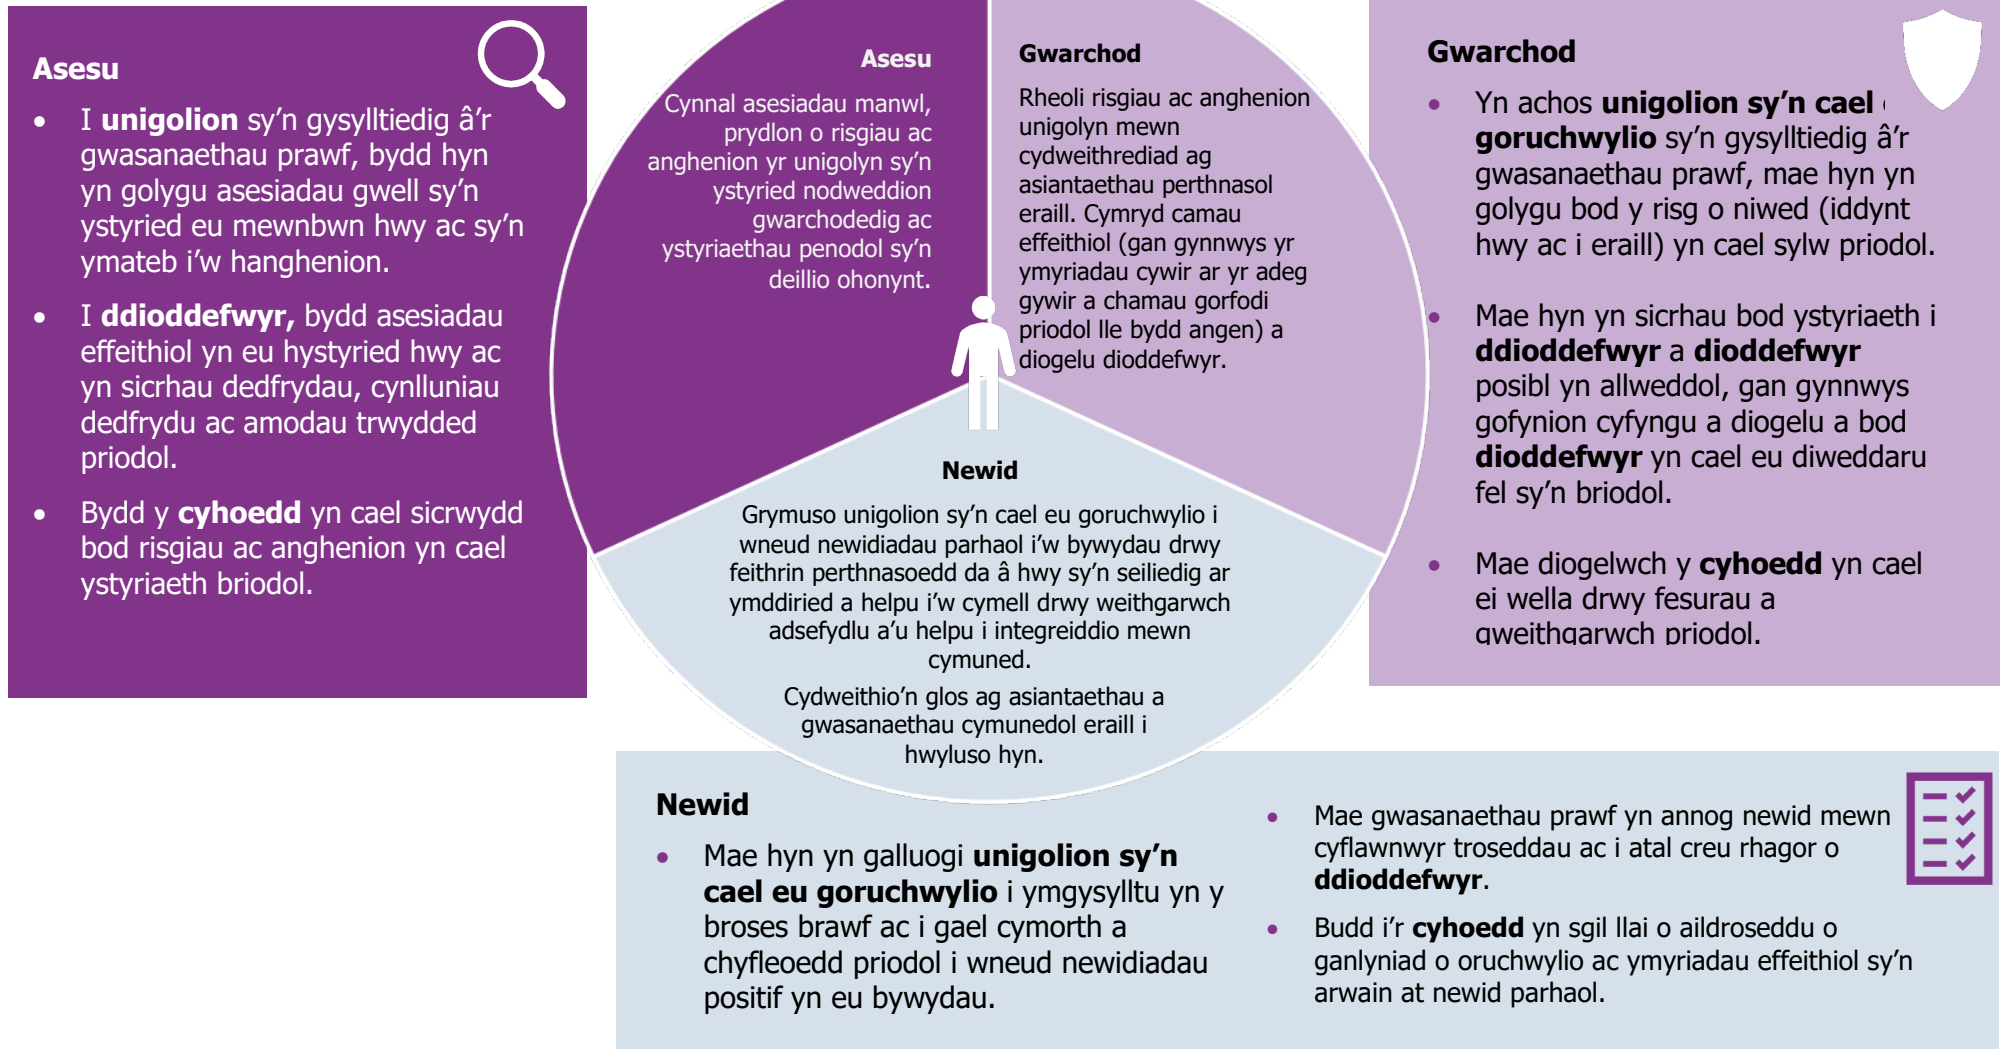 Asesu
• I unigolion sy’n gysylltiedig â’r
gwasanaethau prawf, bydd hyn
yn golygu asesiadau gwell sy’n
ystyried eu mewnbwn hwy ac sy’n
ymateb i’w hanghenion.
• I ddioddefwyr, bydd asesiadau
effeithiol yn eu hystyried hwy ac
yn sicrhau dedfrydau, cynlluniau
dedfrydu ac amodau trwydded
priodol.
• Bydd y cyhoedd yn cael sicrwydd
bod risgiau ac anghenion yn cael
ystyriaeth briodol.
Asesu
Cynnal asesiadau manwl,
prydlon o risgiau ac
anghenion yr unigolyn sy’n
ystyried nodweddion
gwarchodedig ac
ystyriaethau penodol sy’n
deillio ohonynt.
Gwarchod
Rheoli risgiau ac anghenion
unigolyn mewn
cydweithrediad ag
asiantaethau perthnasol
eraill. Cymryd camau
effeithiol (gan gynnwys yr
ymyriadau cywir ar yr adeg
gywir a chamau gorfodi
priodol lle bydd angen) a
diogelu dioddefwyr.
Newid
Grymuso unigolion sy’n cael eu goruchwylio i
wneud newidiadau parhaol i’w bywydau drwy
feithrin perthnasoedd da â hwy sy’n seiliedig ar
ymddiried a helpu i’w cymell drwy weithgarwch
adsefydlu a’u helpu i integreiddio mewn
cymuned.
Cydweithio’n glos ag asiantaethau a
gwasanaethau cymunedol eraill i
hwyluso hyn.
Gwarchod
• Yn achos unigolion sy’n cael
goruchwylio sy’n gysylltiedig â’r
gwasanaethau prawf, mae hyn yn
golygu bod y risg o niwed (iddynt
hwy ac i eraill) yn cael sylw priodol.
• Mae hyn yn sicrhau bod ystyriaeth i
ddioddefwyr a dioddefwyr
posibl yn allweddol, gan gynnwys
gofynion cyfyngu a diogelu a bod
dioddefwyr yn cael eu diweddaru
fel sy’n briodol.
• Mae diogelwch y cyhoedd yn cael
ei wella drwy fesurau a
gweithgarwch priodol.
Newid
• Mae hyn yn galluogi unigolion sy’n
cael eu goruchwylio i ymgysylltu yn y
broses brawf ac i gael cymorth a
chyfleoedd priodol i wneud newidiadau
positif yn eu bywydau.
• Mae gwasanaethau prawf yn annog newid mewn
cyflawnwyr troseddau ac i atal creu rhagor o
ddioddefwyr.
• Budd i’r cyhoedd yn sgil llai o aildroseddu o
ganlyniad o oruchwylio ac ymyriadau effeithiol sy’n
arwain at newid parhaol.